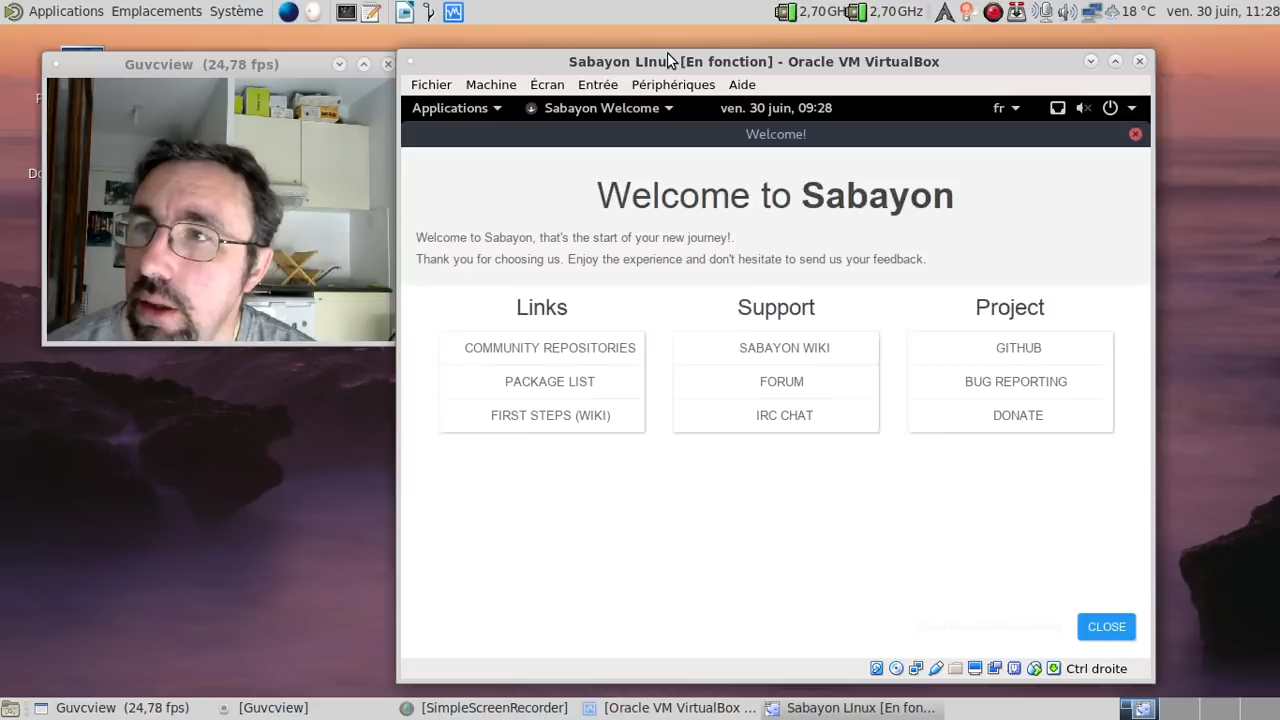 Applications Emplacements Système
2,70 GH 2,70 GHz
18 °C ven. 30 juin, 11:28
Guvcview (24,78 fps)
Sabayon LInux [En fonction] - Oracle VM VirtualBox
Fichier Machine Écran Entrée Périphériques Aide
Applications Sabayon Welcome ven. 30 juin, 09:28 fr
Welcome!
Welcome to Sabayon
Welcome to Sabayon, that's the start of your new journey!.
Thank you for choosing us. Enjoy the experience and don't hesitate to send us your feedback.
Links
COMMUNITY REPOSITORIES
PACKAGE LIST
FIRST STEPS (WIKI)
Support
SABAYON WIKI
FORUM
IRC CHAT
Project
GITHUB
BUG REPORTING
DONATE
CLOSE
Ctrl droite
Guvcview (24,78 fps) [Guvcview] [SimpleScreenRecorder] [Oracle VM VirtualBox ... Sabayon LInux [En fon...